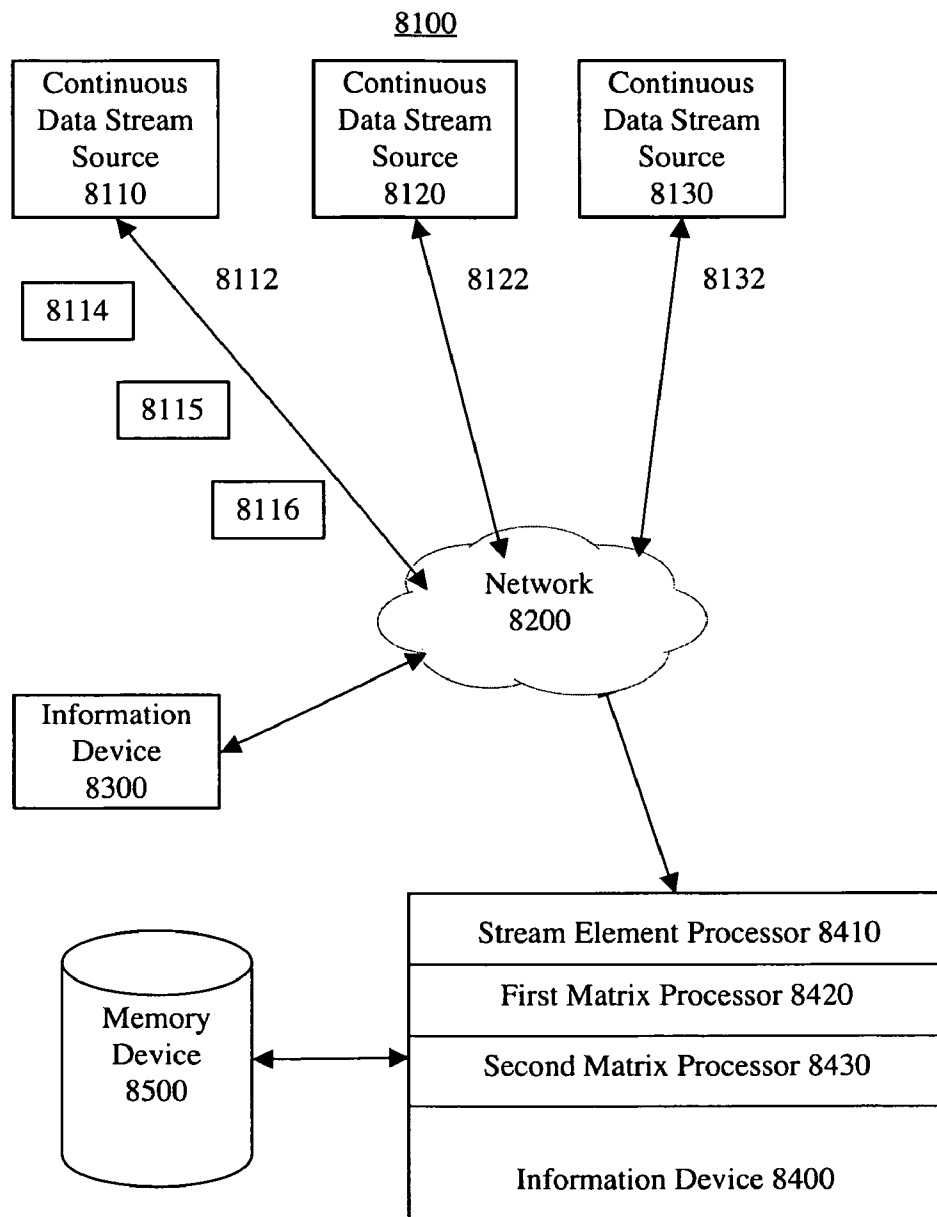 8100
Continuous
Data Stream
Source
8110
Continuous
Data Stream
Source
8120
Continuous
Data Stream
Source
8130
8112
8122
8132
8114
8115
8116
Network
8200
Information
Device
8300
Stream Element Processor 8410
First Matrix Processor 8420
Second Matrix Processor 8430
Information Device 8400
Memory
Device
8500